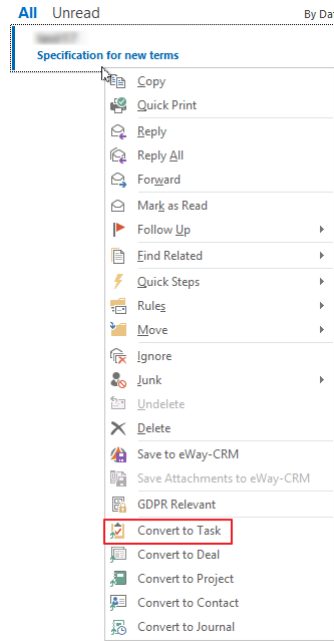 All Unread By Da
Specification for new terms
Copy
Quick Print
Reply
Reply All
Forward
Mark as Read
Follow Up
Find Related
Quick Steps
Rules
Move
Ignore
Junk
Undelete
Delete
Save to eWay-CRM
Save Attachments to eWay-CRM
GDPR Relevant
Convert to Task
Convert to Deal
Convert to Project
Convert to Contact
Convert to Journal